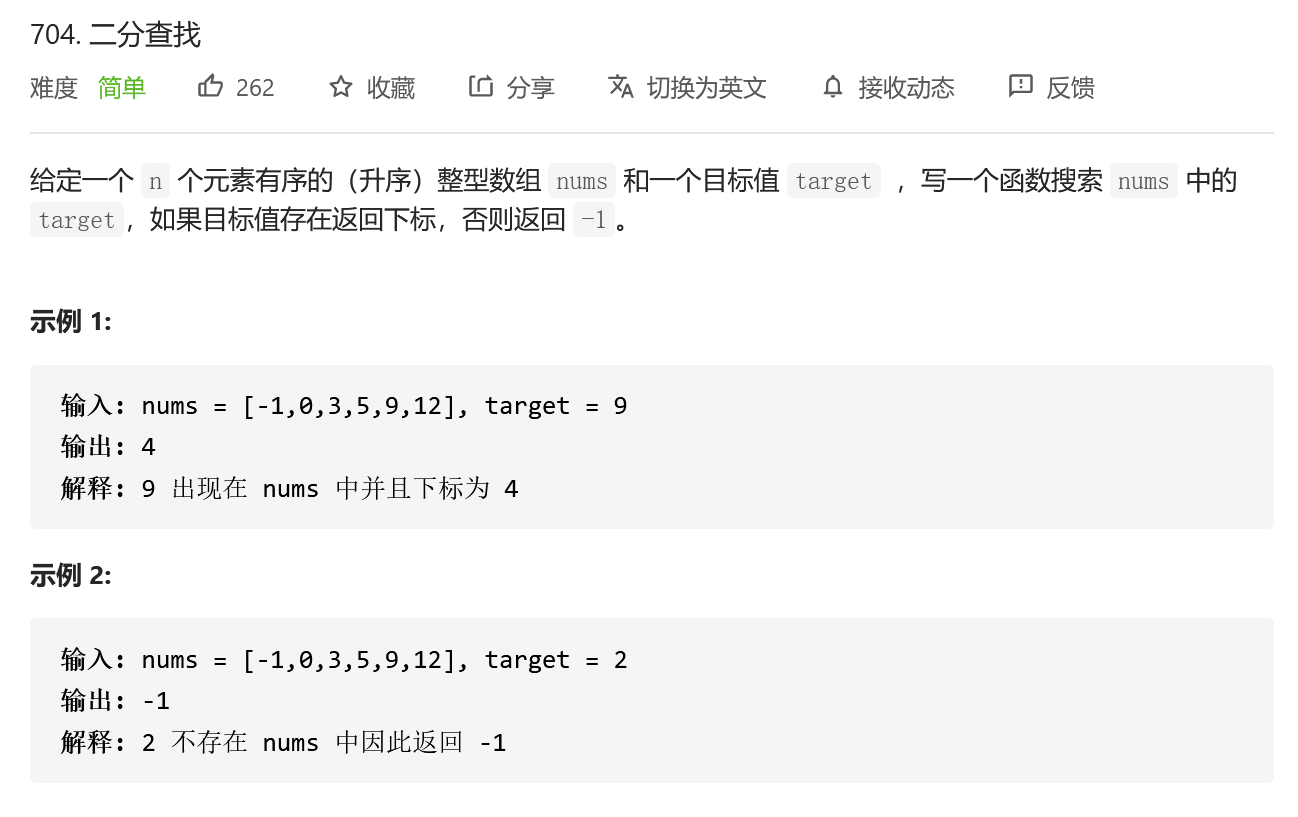 704. 二分查找
难度 简单 262 收藏 分享 切换为英文 接收动态 反馈
给定一个 n 个元素有序的（升序）整型数组 nums 和一个目标值 target ，写一个函数搜索 nums 中的
target，如果目标值存在返回下标，否则返回 -1。
示例 1:
输入: nums = [-1,0,3,5,9,12], target = 9
输出: 4
解释: 9 出现在 nums 中并且下标为 4
示例 2:
输入: nums = [-1,0,3,5,9,12], target = 2
输出: -1
解释: 2 不存在 nums 中因此返回 -1